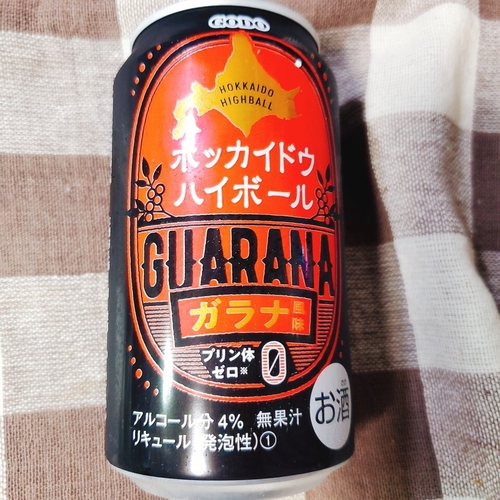 GODO
HOKKAIDO
HIGHBALL
ホッカイドウ
ハイボール
GUARANA
ガラナ風味
プリン体
ゼロ※ 0
アルコール分4% 無果汁
リキュール(発泡性)①
お酒